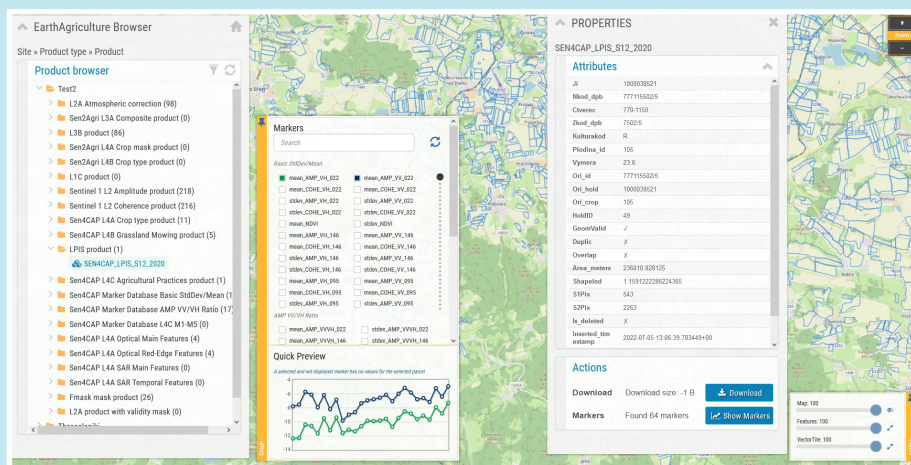 EarthAgriculture Browser
Site » Product type » Product
Product browser
Test2
L2A Atmospheric correction (98)
Sen2Agri L3A Composite product (0)
L3B product (86)
Sen2Agri L4A Crop mask product (0)
Sen2Agri L4B Crop type product (0)
L1C product (0)
Sentinel 1 L2 Amplitude product (218)
Sentinel 1 L2 Coherence product (216)
Sen4CAP L4A Crop type product (11)
Sen4CAP L4B Grassland Mowing product (5)
LPIS product (1)
SEN4CAP_LPIS_S12_2020
Sen4CAP L4C Agricultural Practices product (1)
Sen4CAP Marker Database Basic StdDev/Mean (1
Sen4CAP Marker Database AMP VV/VH Ratio (17)
Sen4CAP Marker Database L4C M1-M5 (0)
Sen4CAP L4A Optical Main Features (4)
Sen4CAP L4A Optical Red-Edge Features (4)
Sen4CAP L4A SAR Main Features (0)
Sen4CAP L4A SAR Temporal Features (0)
Fmask mask product (26)
L2A product with validity mask (0)
Markers
Search
Basic StdDev/Mean
mean_AMP_VH_022 mean_AMP_VV_022
mean_COHE_VH_022 mean_COHE_VV_022
stdev_AMP_VH_022 stdev_AMP_VV_022
stdev_COHE_VH_022 stdev_COHE_VV_022
mean_NDVI stdev_NDVI
mean_AMP_VH_146 mean_AMP_VV_146
mean_COHE_VH_146 mean_COHE_VV_146
stdev_AMP_VH_146 stdev_AMP_VV_146
stdev_COHE_VH_146 stdev_COHE_VV_146
mean_AMP_VH_095 mean_AMP_VV_095
mean_COHE_VH_095 mean_COHE_VV_095
stdev_AMP_VH_095 stdev_AMP_VV_095
AMP VV/VH Ratio
mean_AMP_VVVH_022 stdev_AMP_VVVH_022
mean_AMP_VVVH_146 stdev_AMP_VVVH_146
Quick Preview
A selected and not displayed marker has no values for the selected parcel
-14
Graph
PROPERTIES
SEN4CAP_LPIS_S12_2020
Attributes
Ji 1000038521
Nkod_dpb 777115502/5
Ctverec 770-1150
Zkod_dpb 7502/5
Kulturakod R
Plodina_id 105
Vymera 23.6
Ori_id 777115502/5
Ori_hold 1000038521
Ori_crop 105
HoldID 49
GeomValid ✓
Duplic X
Overlap X
Area_meters 236010.828125
ShapeInd 1.1591222286224365
S1Pix 543
S2Pix 2263
Is_deleted X
Inserted_tim
estamp 2022-07-05 13:06:39.783449+00
Actions
Download Download size: -1 B Download
Markers Found 64 markers Show Markers
+
Zoom
-
Map: 100
Features: 100
VectorTile: 100